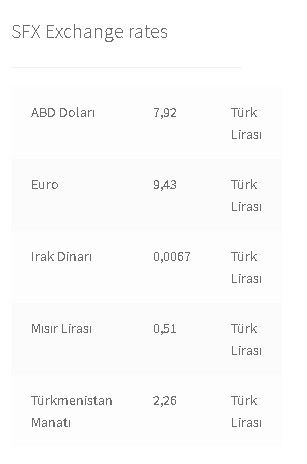 SFX Exchange rates
ABD Doları 7,92 Türk
Lirası
Euro 9,43 Türk
Lirası
Irak Dinarı 0,0067 Türk
Lirası
Mısır Lirası 0,51 Türk
Lirası
Türkmenistan 2,26 Türk
Manatı Lirası